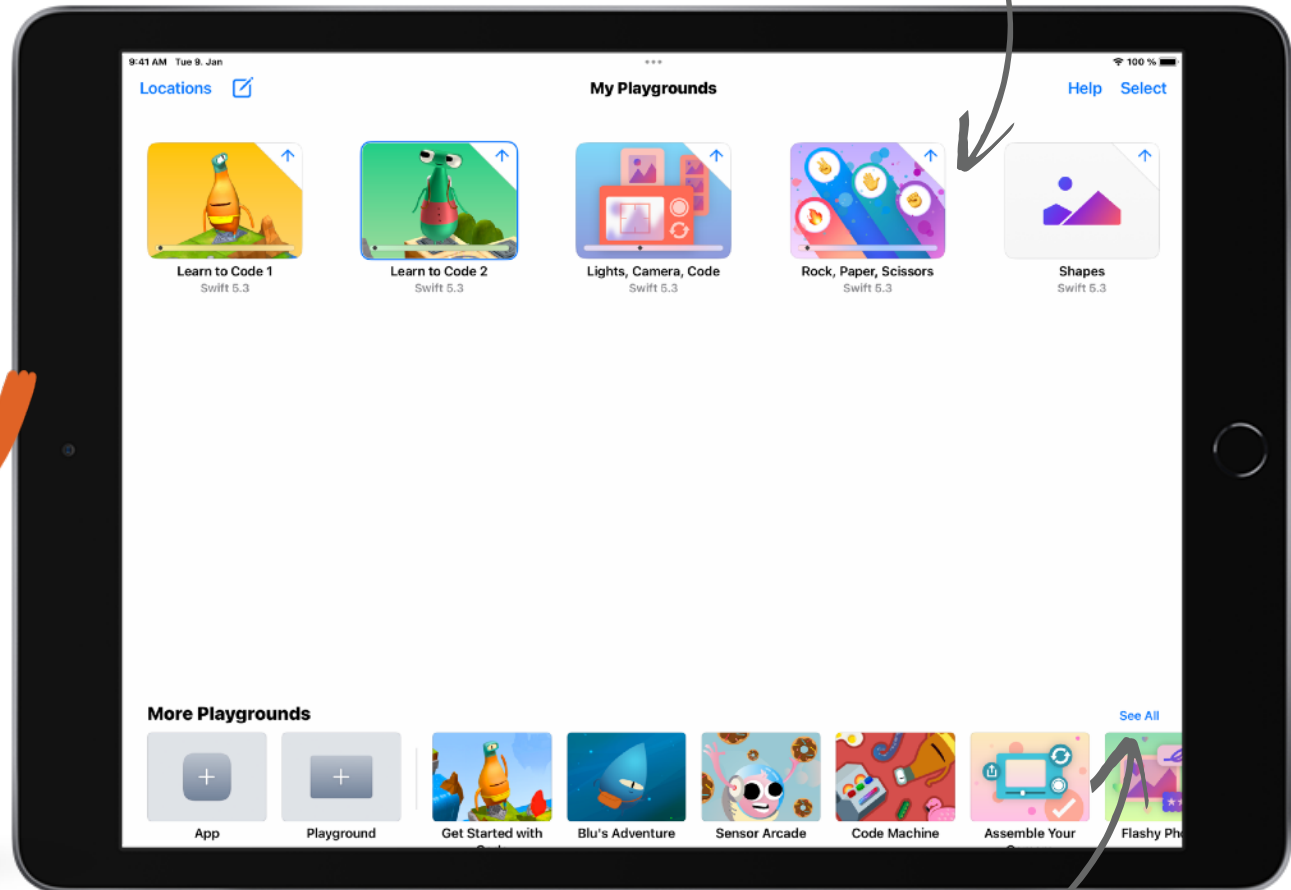 9:41 AM Tue 9. Jan
100 %
Locations
My Playgrounds
Help Select
Learn to Code 1
Swift 5.3
Learn to Code 2
Swift 5.3
Lights, Camera, Code
Swift 5.3
Rock, Paper, Scissors
Swift 5.3
Shapes
Swift 5.3
More Playgrounds
See All
App
Playground
Get Started with
Blu's Adventure
Sensor Arcade
Code Machine
Assemble Your
Flashy Pho